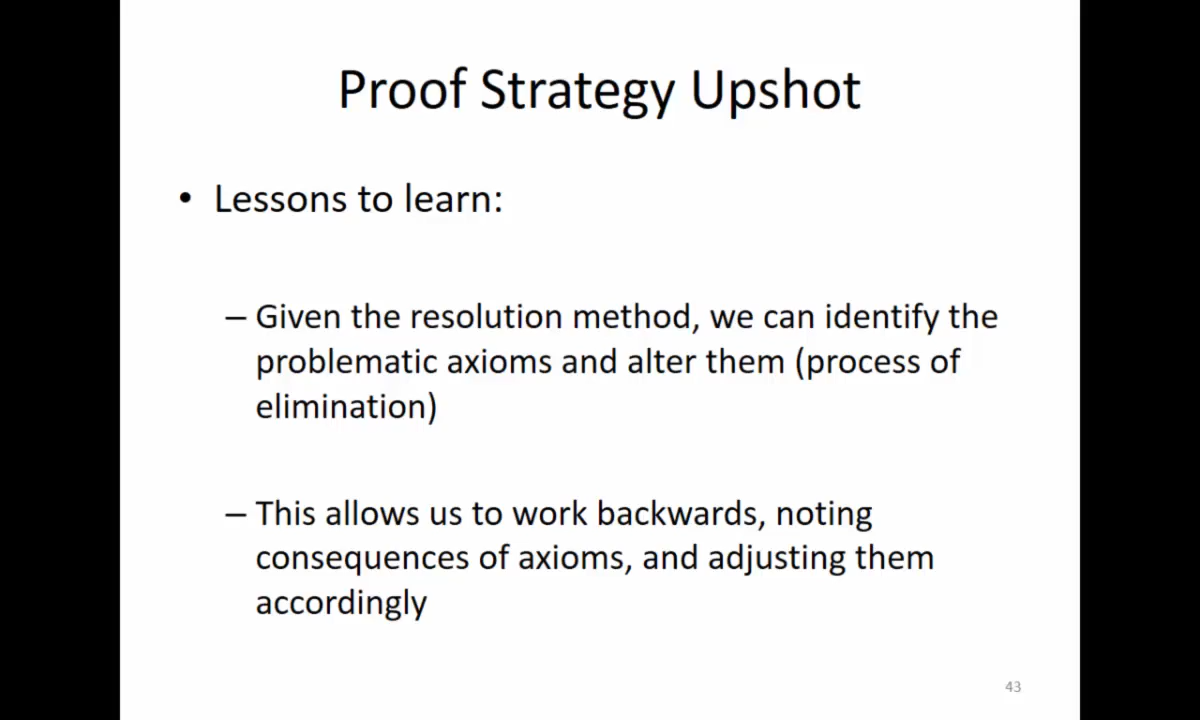 Proof Strategy Upshot
• Lessons to learn:
– Given the resolution method, we can identify the
problematic axioms and alter them (process of
elimination)
– This allows us to work backwards, noting
consequences of axioms, and adjusting them
accordingly
43